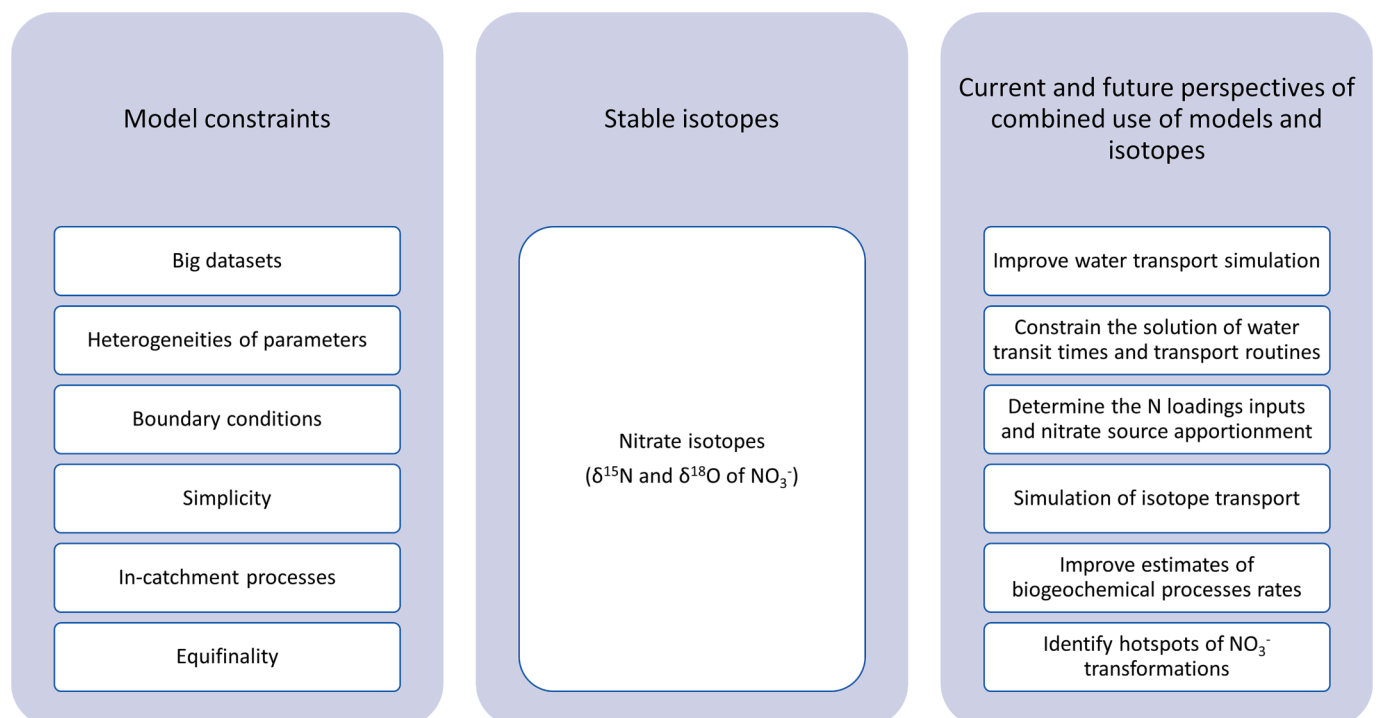 Model constraints
Big datasets
Heterogeneities of parameters
Boundary conditions
Simplicity
In-catchment processes
Equifinality
Stable isotopes
Nitrate isotopes
(δ¹⁵N and δ¹⁸O of NO₃⁻)
Current and future perspectives of
combined use of models and
isotopes
Improve water transport simulation
Constrain the solution of water
transit times and transport routines
Determine the N loadings inputs
and nitrate source apportionment
Simulation of isotope transport
Improve estimates of
biogeochemical processes rates
Identify hotspots of NO₃⁻
transformations